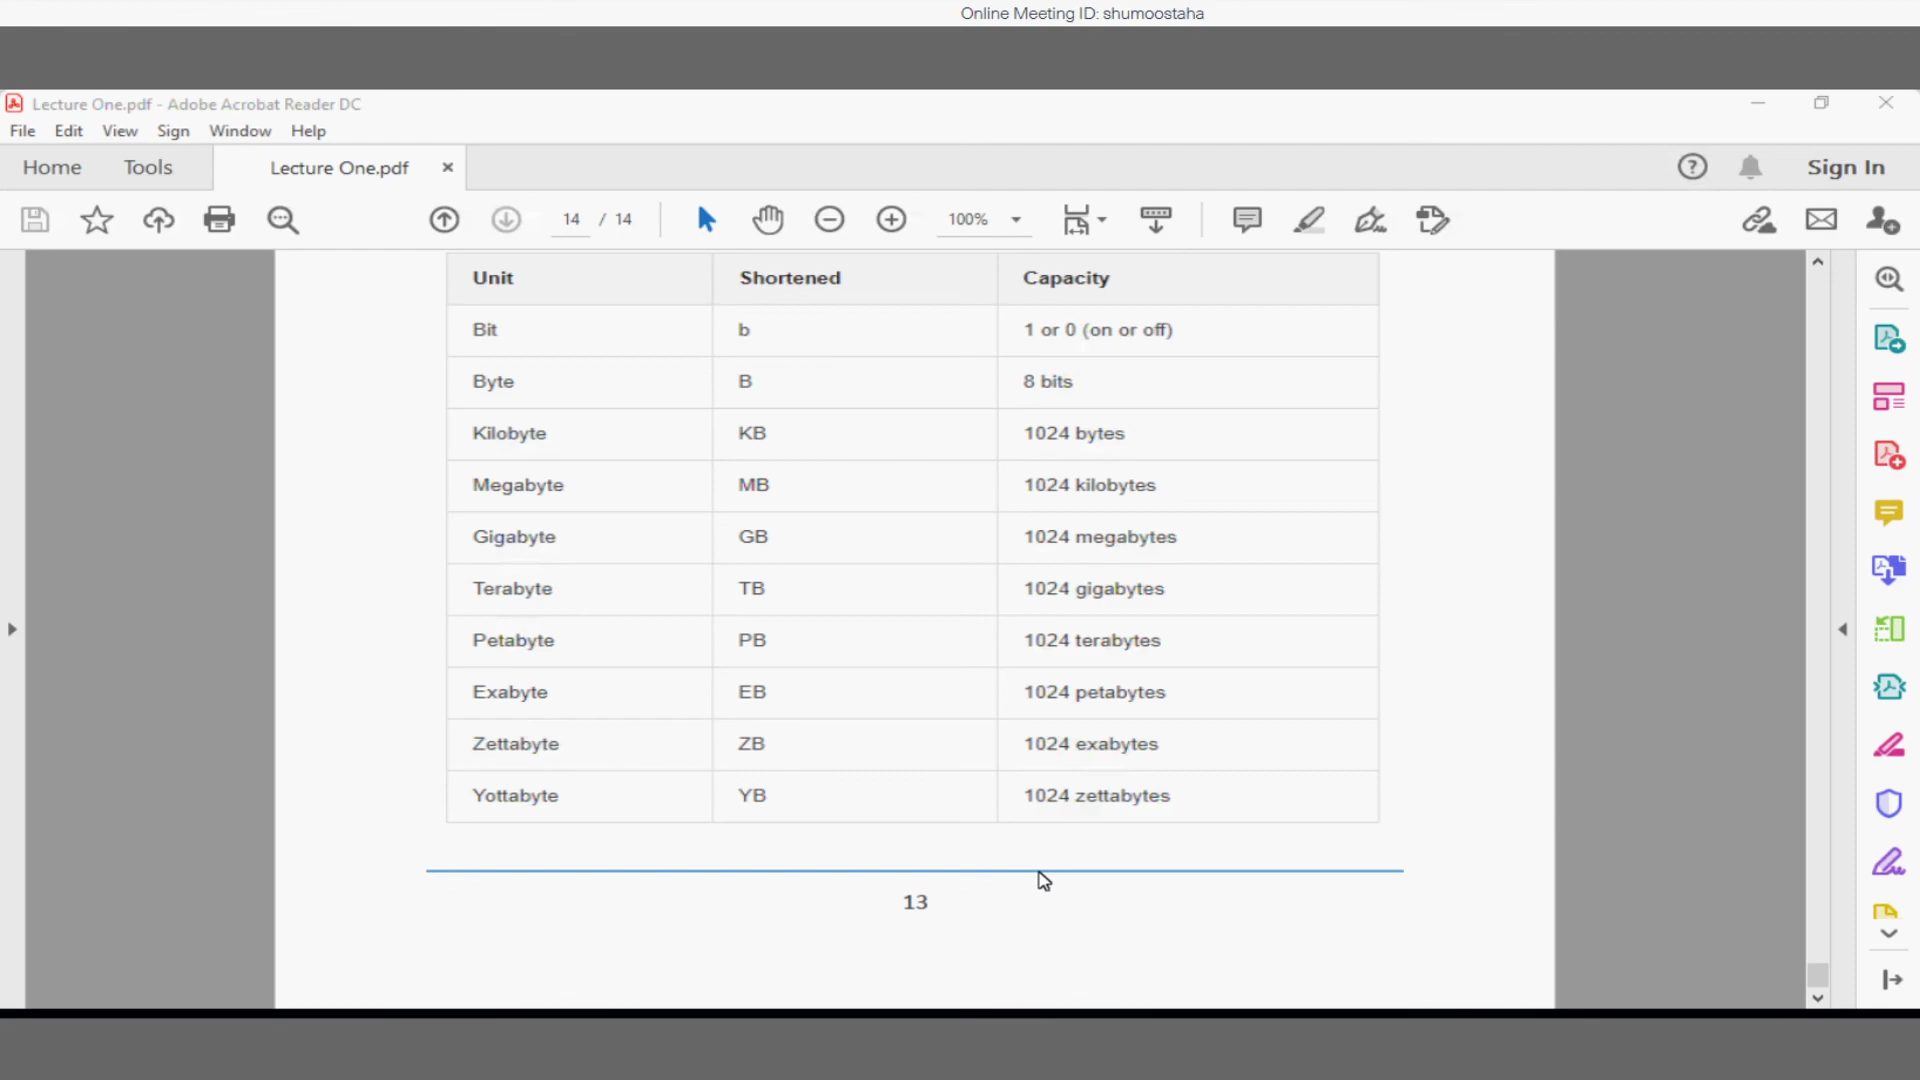 Online Meeting ID: shumoostaha
Lecture One.pdf - Adobe Acrobat Reader DC
File Edit View Sign Window Help
Home Tools Lecture One.pdf × Sign In
14 / 14 100%
Unit Shortened Capacity
Bit b 1 or 0 (on or off)
Byte B 8 bits
Kilobyte KB 1024 bytes
Megabyte MB 1024 kilobytes
Gigabyte GB 1024 megabytes
Terabyte TB 1024 gigabytes
Petabyte PB 1024 terabytes
Exabyte EB 1024 petabytes
Zettabyte ZB 1024 exabytes
Yottabyte YB 1024 zettabytes
13